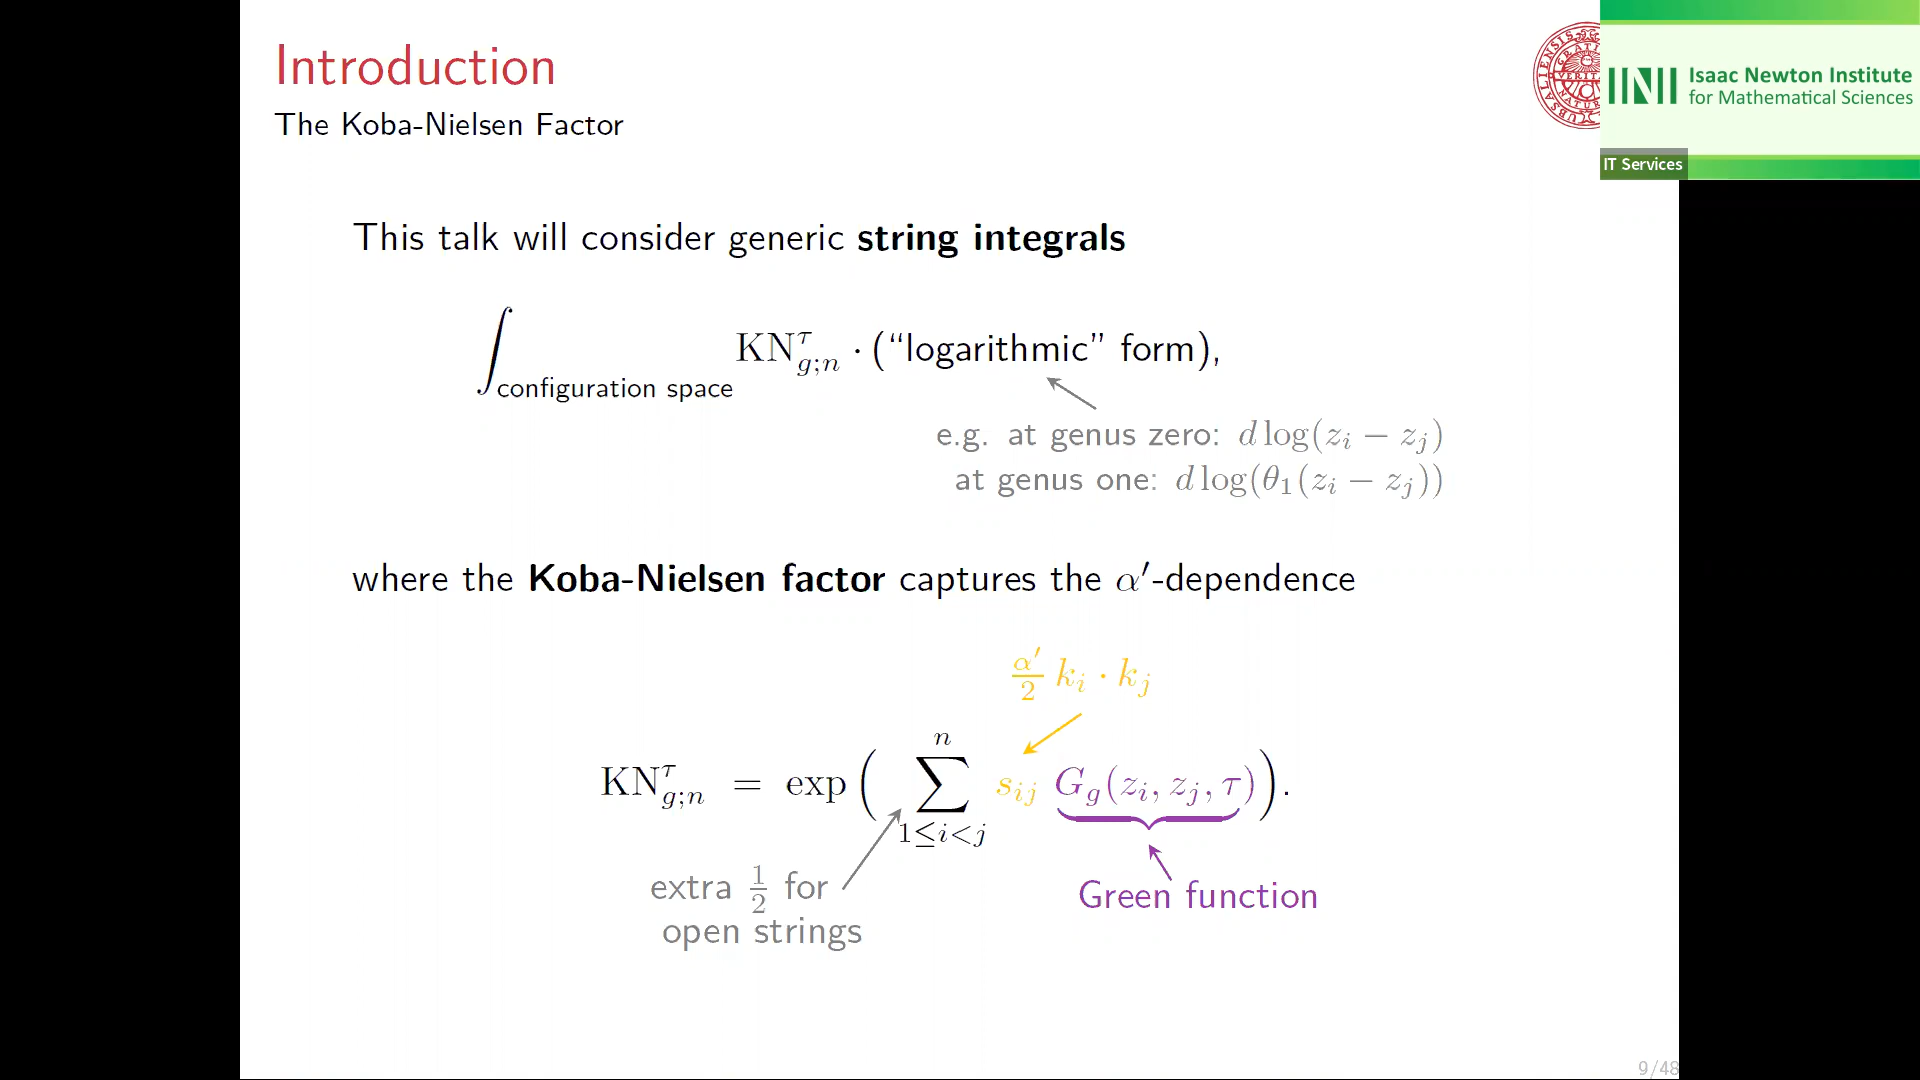 Introduction
The Koba-Nielsen Factor
Isaac Newton Institute
for Mathematical Sciences
IT Services
This talk will consider generic string integrals
∫_{configuration space} KN^τ_{g;n} · (“logarithmic” form),
e.g. at genus zero: d log(z_i − z_j)
at genus one: d log(θ_1(z_i − z_j))
where the Koba-Nielsen factor captures the α′-dependence
α′/2 k_i · k_j
KN^τ_{g;n} = exp ( ∑^n_{1≤i<j} s_{ij} G_g(z_i, z_j, τ) ).
extra 1/2 for
open strings
Green function
9/48